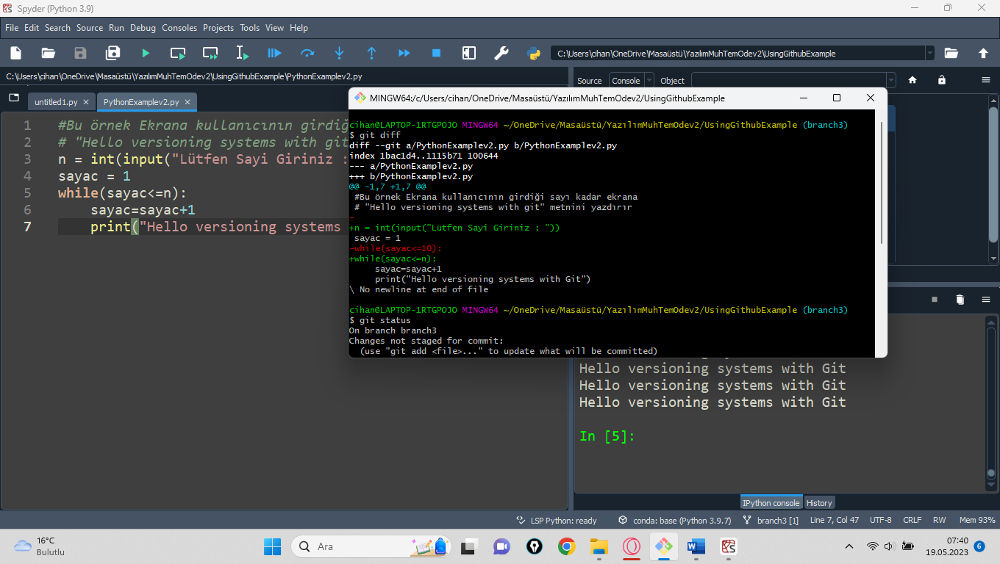 Spyder (Python 3.9)
File Edit Search Source Run Debug Consoles Projects Tools View Help
C:\Users\cihan\OneDrive\Masaüstü\YazılımMuhTemOdev2\UsingGithubExample
C:\Users\cihan\OneDrive\Masaüstü\YazılımMuhTemOdev2\UsingGithubExample\PythonExamplev2.py
Source Console Object
untitled1.py PythonExamplev2.py
1 #Bu örnek Ekrana kullanıcının girdiğ
2 # "Hello versioning systems with git
3 n = int(input("Lütfen Sayi Giriniz :
4 sayac = 1
5 while(sayac<=n):
6 sayac=sayac+1
7 print("Hello versioning systems
MINGW64:/c/Users/cihan/OneDrive/Masaüstü/YazılımMuhTemOdev2/UsingGithubExample
cihan@LAPTOP-1RTGPOJO MINGW64 ~/OneDrive/Masaüstü/YazılımMuhTemOdev2/UsingGithubExample (branch3)
$ git diff
diff --git a/PythonExamplev2.py b/PythonExamplev2.py
index 1bac1d4..1115b71 100644
--- a/PythonExamplev2.py
+++ b/PythonExamplev2.py
@@ -1,7 +1,7 @@
#Bu örnek Ekrana kullanıcının girdiği sayı kadar ekrana
# "Hello versioning systems with git" metnini yazdırır
-
+n = int(input("Lütfen Sayi Giriniz : "))
sayac = 1
-while(sayac<=10):
+while(sayac<=n):
sayac=sayac+1
print("Hello versioning systems with Git")
\ No newline at end of file
cihan@LAPTOP-1RTGPOJO MINGW64 ~/OneDrive/Masaüstü/YazılımMuhTemOdev2/UsingGithubExample (branch3)
$ git status
On branch branch3
Changes not staged for commit:
(use "git add <file>..." to update what will be committed)
Hello versioning systems with Git
Hello versioning systems with Git
Hello versioning systems with Git
In [5]:
IPython console History
LSP Python: ready conda: base (Python 3.9.7) branch3 [1] Line 7, Col 47 UTF-8 CRLF RW Mem 93%
16°C
Bulutlu
Ara
07:40
19.05.2023
6